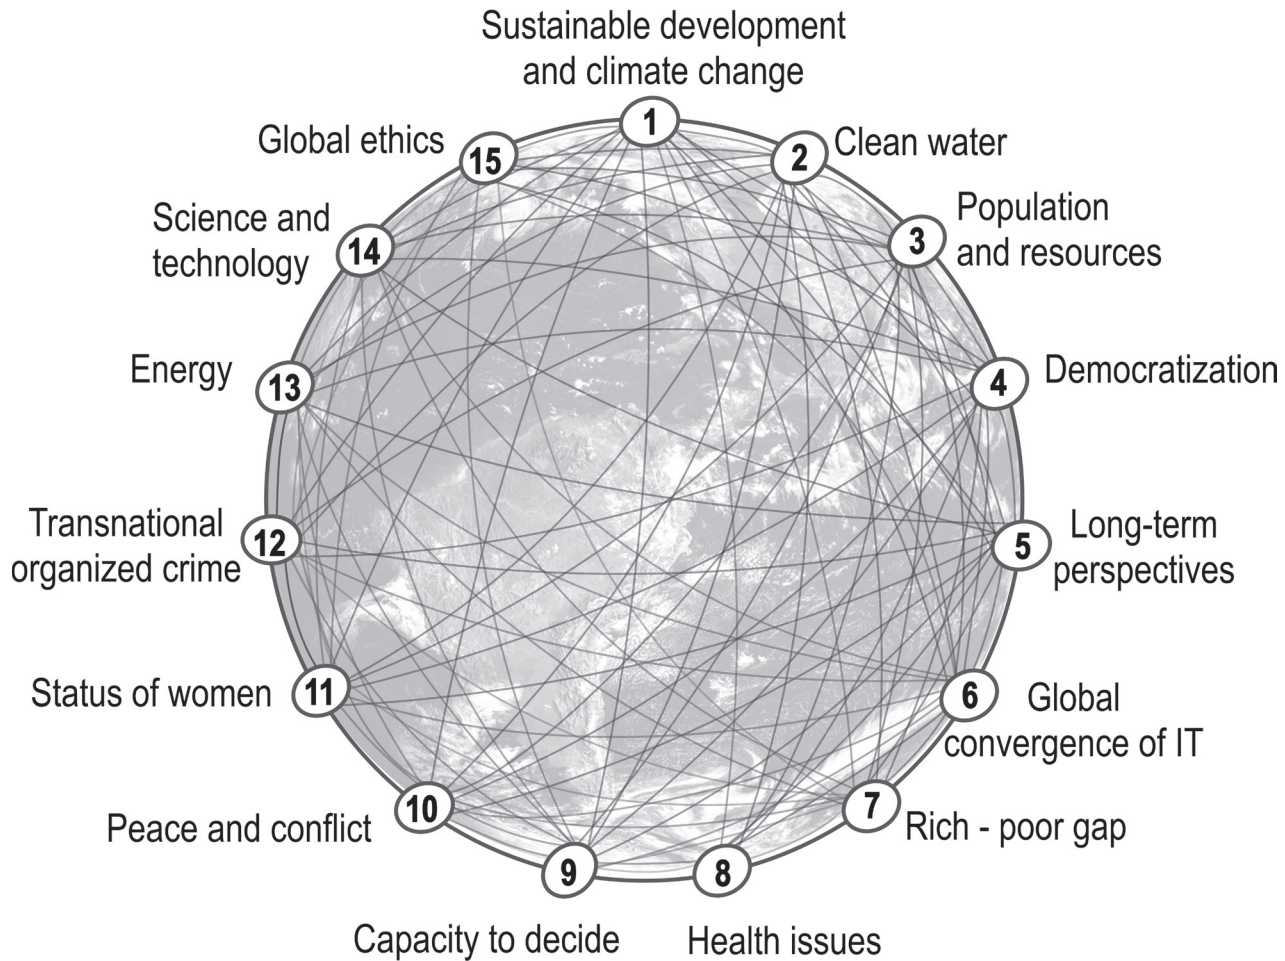 Sustainable development
and climate change
1
Clean water
2
Population
and resources
3
Democratization
4
Long-term
perspectives
5
Global
convergence of IT
6
Rich - poor gap
7
Health issues
8
Capacity to decide
9
Peace and conflict
10
Status of women
11
Transnational
organized crime
12
Energy
13
Science and
technology
14
Global ethics
15